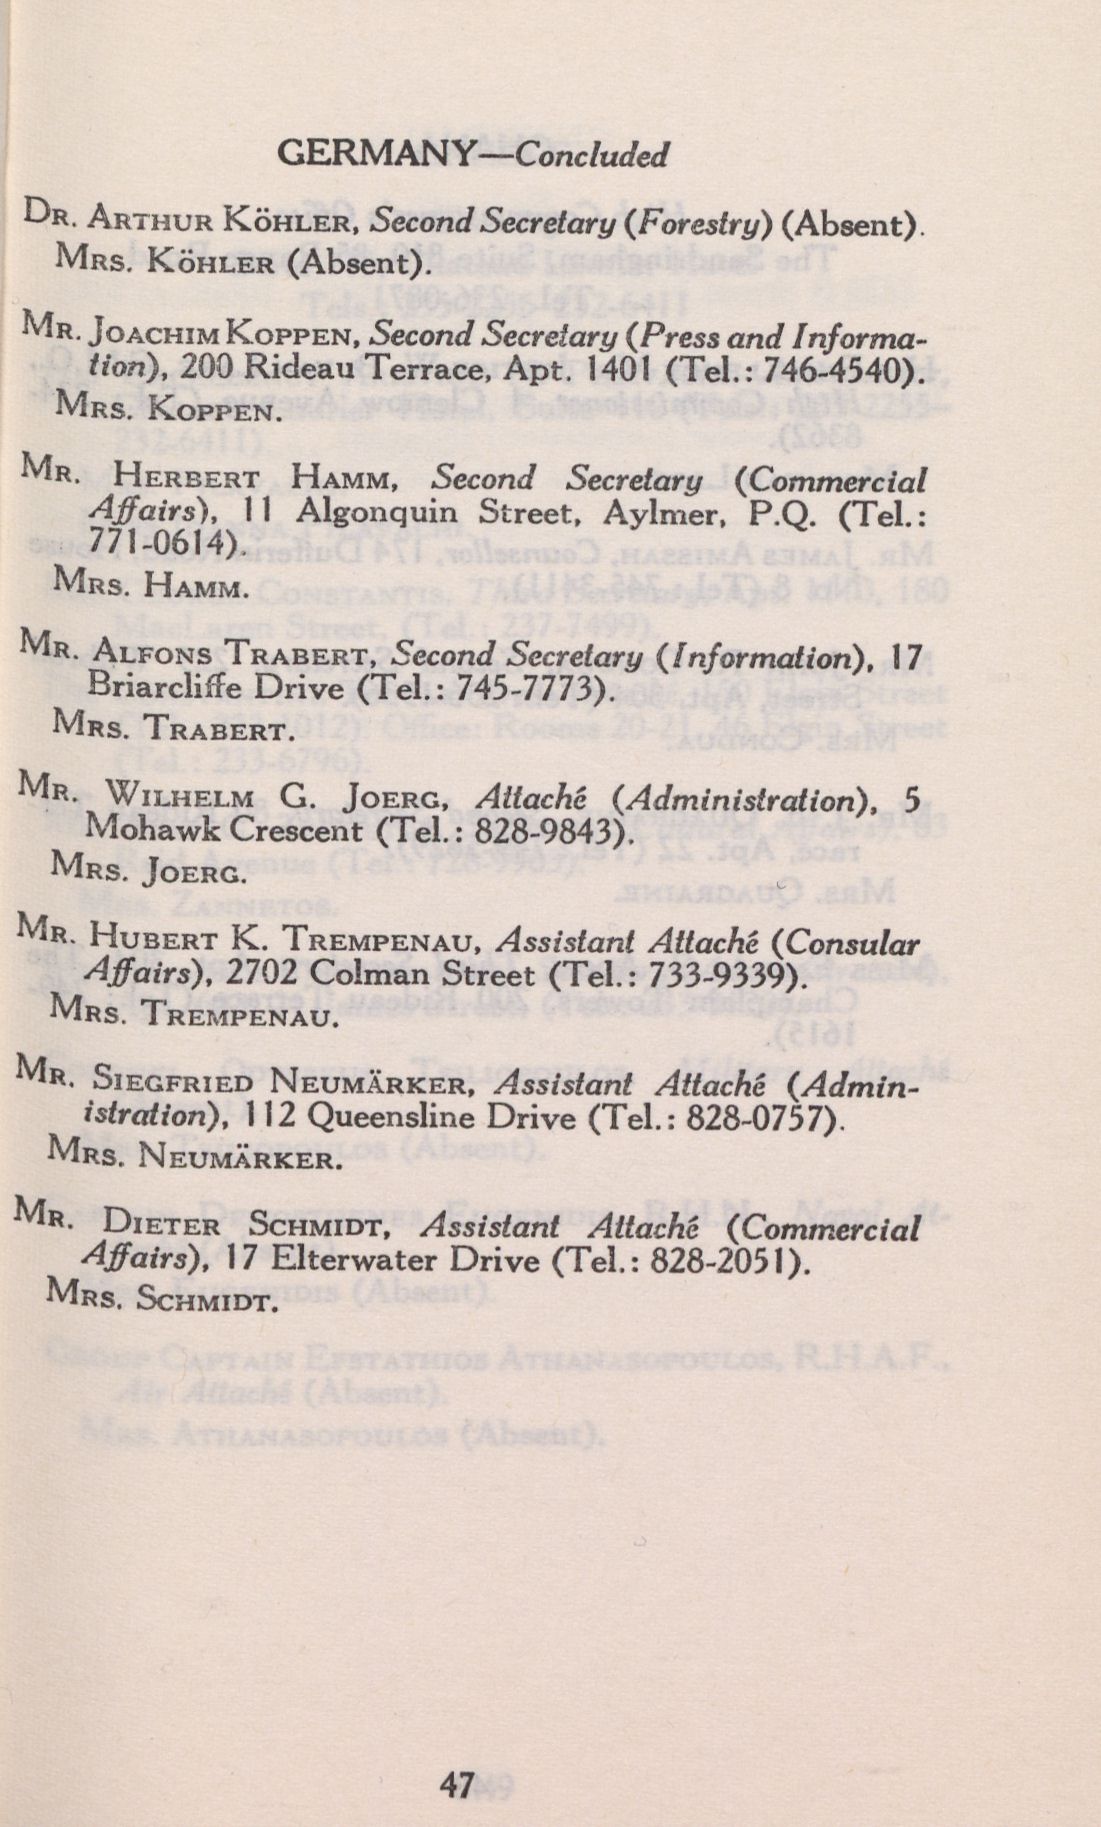 GERMANY—Concluded
DR. ARTHUR KÖHLER, Second Secretary (Forestry) (Absent).
MRS. KÖHLER (Absent).
MR. JOACHIM KOPPEN, Second Secretary (Press and Informa-
tion), 200 Rideau Terrace, Apt. 1401 (Tel.: 746-4540).
MRS. KOPPEN.
MR. HERBERT HAMM, Second Secretary (Commercial
Affairs), 11 Algonquin Street, Aylmer, P.Q. (Tel.:
771-0614).
MRS. HAMM.
MR. ALFONS TRABERT, Second Secretary (Information), 17
Briarcliffe Drive (Tel.: 745-7773).
MRS. TRABERT.
MR. WILHELM G. JOERG, Attaché (Administration), 5
Mohawk Crescent (Tel.: 828-9843).
MRS. JOERG.
MR. HUBERT K. TREMPENAU, Assistant Attaché (Consular
Affairs), 2702 Colman Street (Tel.: 733-9339).
MRS. TREMPENAU.
MR. SIEGFRIED NEUMÄRKER, Assistant Attaché (Admin-
istration), 112 Queensline Drive (Tel.: 828-0757).
MRS. NEUMÄRKER.
MR. DIETER SCHMIDT, Assistant Attaché (Commercial
Affairs), 17 Elterwater Drive (Tel.: 828-2051).
MRS. SCHMIDT.
47